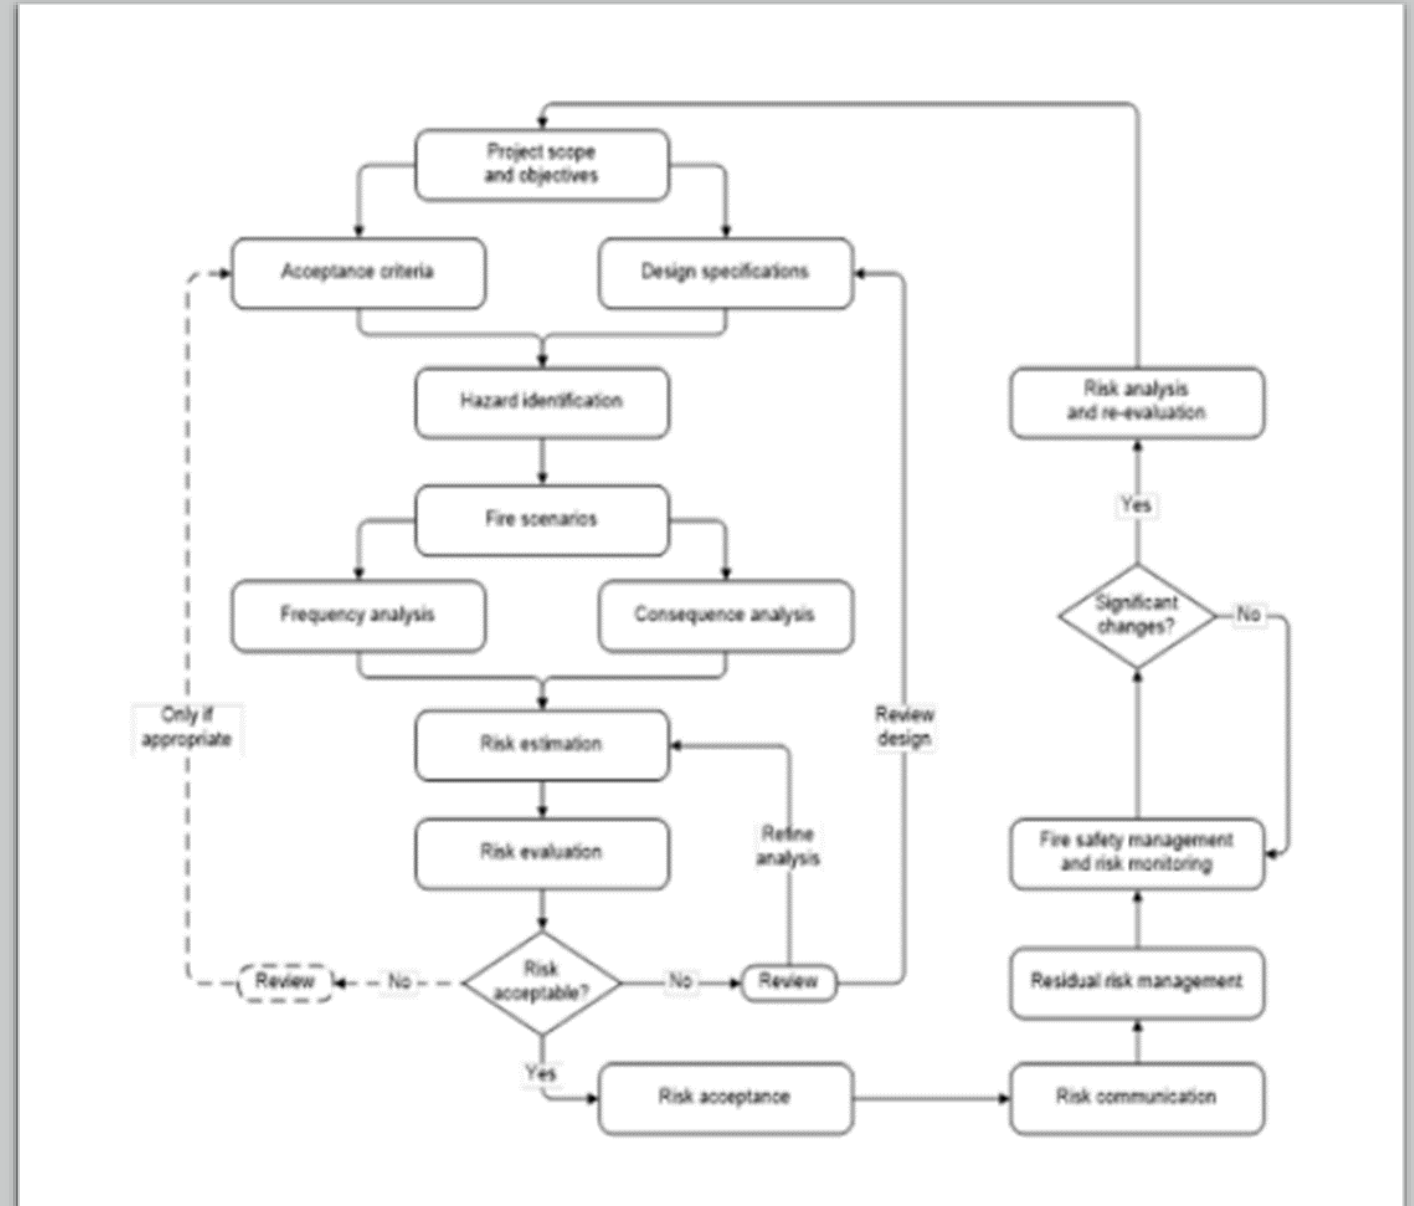 Project scope
and objectives
Acceptance criteria
Design specifications
Hazard identification
Risk analysis
and re-evaluation
Fire scenarios
Yes
Frequency analysis
Consequence analysis
Significant
changes?
No
Only if
appropriate
Risk estimation
Review
design
Refine
analysis
Risk evaluation
Fire safety management
and risk monitoring
Review
No
Risk
acceptable?
No
Review
Residual risk management
Yes
Risk acceptance
Risk communication